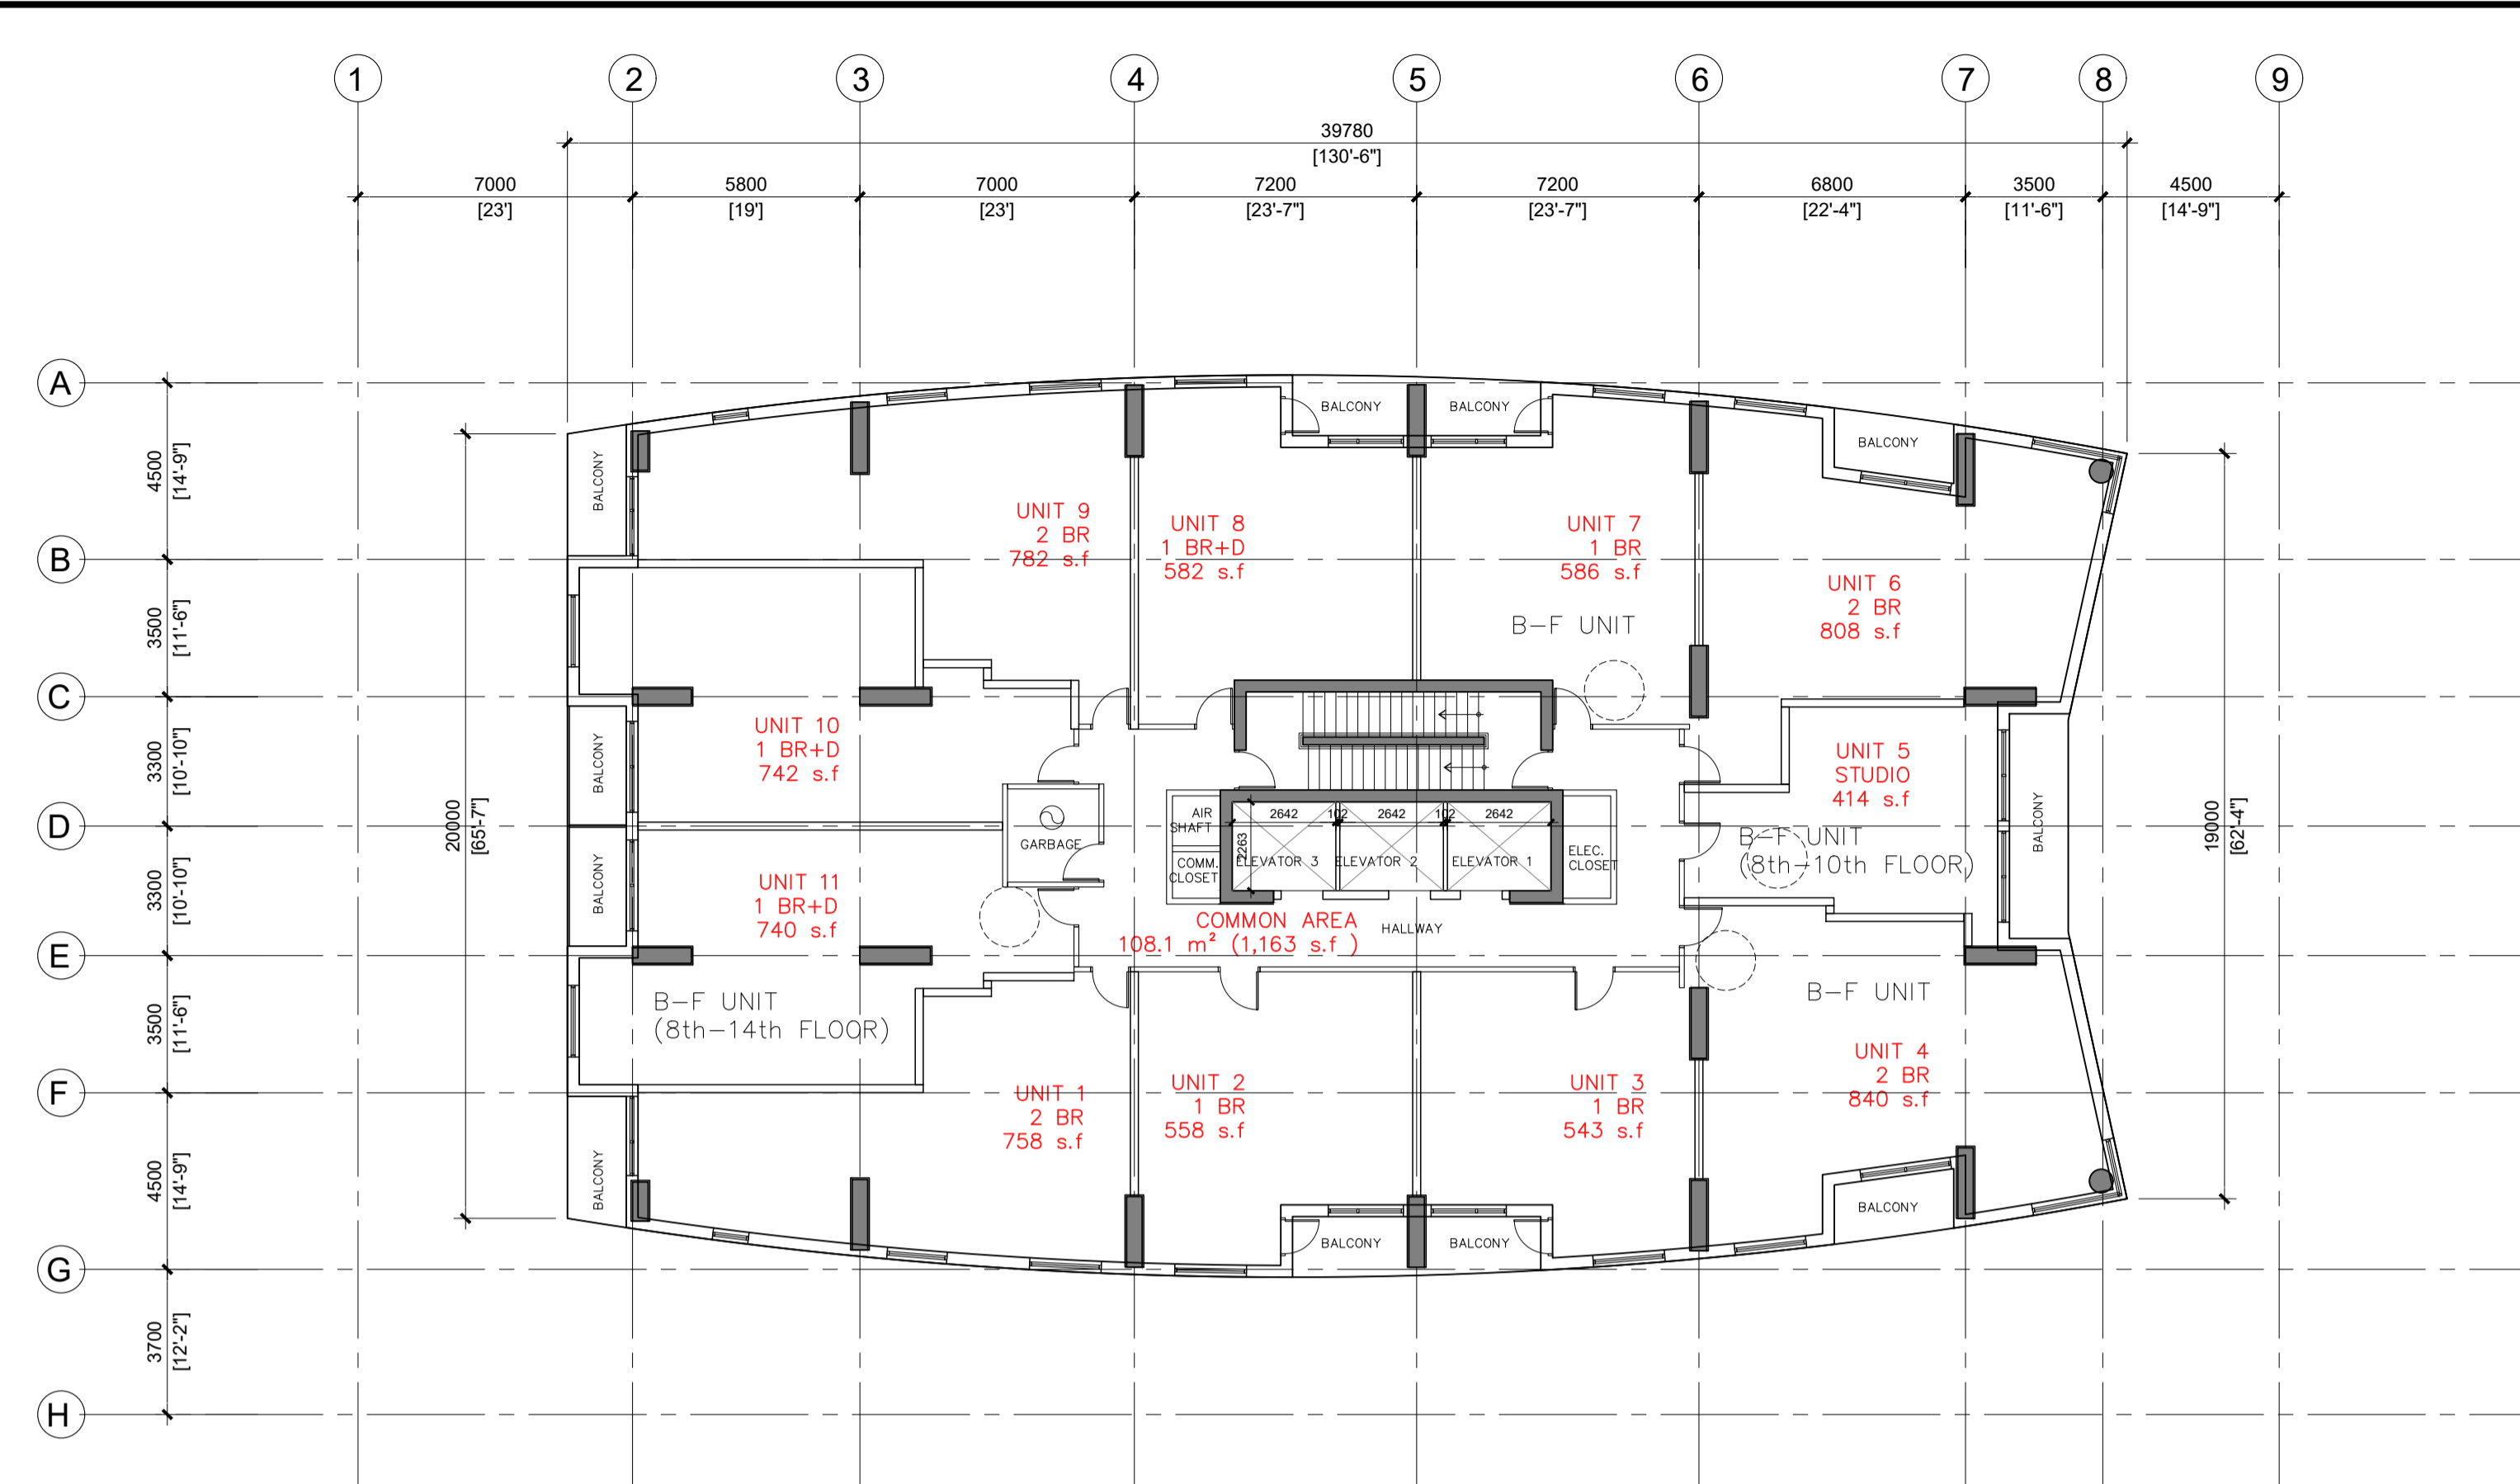 1 2 3 4 5 6 7 8 9
39780
[130'-6"]
7000 5800 7000 7200 7200 6800 3500 4500
[23'] [19'] [23'] [23'-7"] [23'-7"] [22'-4"] [11'-6"] [14'-9"]
A
B
C
D
E
F
G
H
4500
[14'-9"]
3500
[11'-6"]
3300
[10'-10"]
3300
[10'-10"]
3500
[11'-6"]
4500
[14'-9"]
3700
[12'-2"]
20000
[65'-7"]
19000
[62'-4"]
BALCONY
BALCONY
BALCONY
BALCONY
UNIT 9
2 BR
782 s.f
UNIT 8
1 BR+D
582 s.f
UNIT 7
1 BR
586 s.f
B-F UNIT
UNIT 6
2 BR
808 s.f
UNIT 10
1 BR+D
742 s.f
BALCONY
UNIT 5
STUDIO
414 s.f
B-F UNIT
(8th-10th FLOOR)
BALCONY
GARBAGE
AIR
SHAFT
COMM.
CLOSET
2642 102 2642 102 2642
2263
ELEVATOR 3 ELEVATOR 2 ELEVATOR 1
ELEC.
CLOSET
UNIT 11
1 BR+D
740 s.f
BALCONY
COMMON AREA
108.1 m² (1,163 s.f )
HALLWAY
B-F UNIT
(8th-14th FLOOR)
B-F UNIT
UNIT 4
2 BR
840 s.f
UNIT 1
2 BR
758 s.f
UNIT 2
1 BR
558 s.f
UNIT 3
1 BR
543 s.f
BALCONY
BALCONY
BALCONY
BALCONY